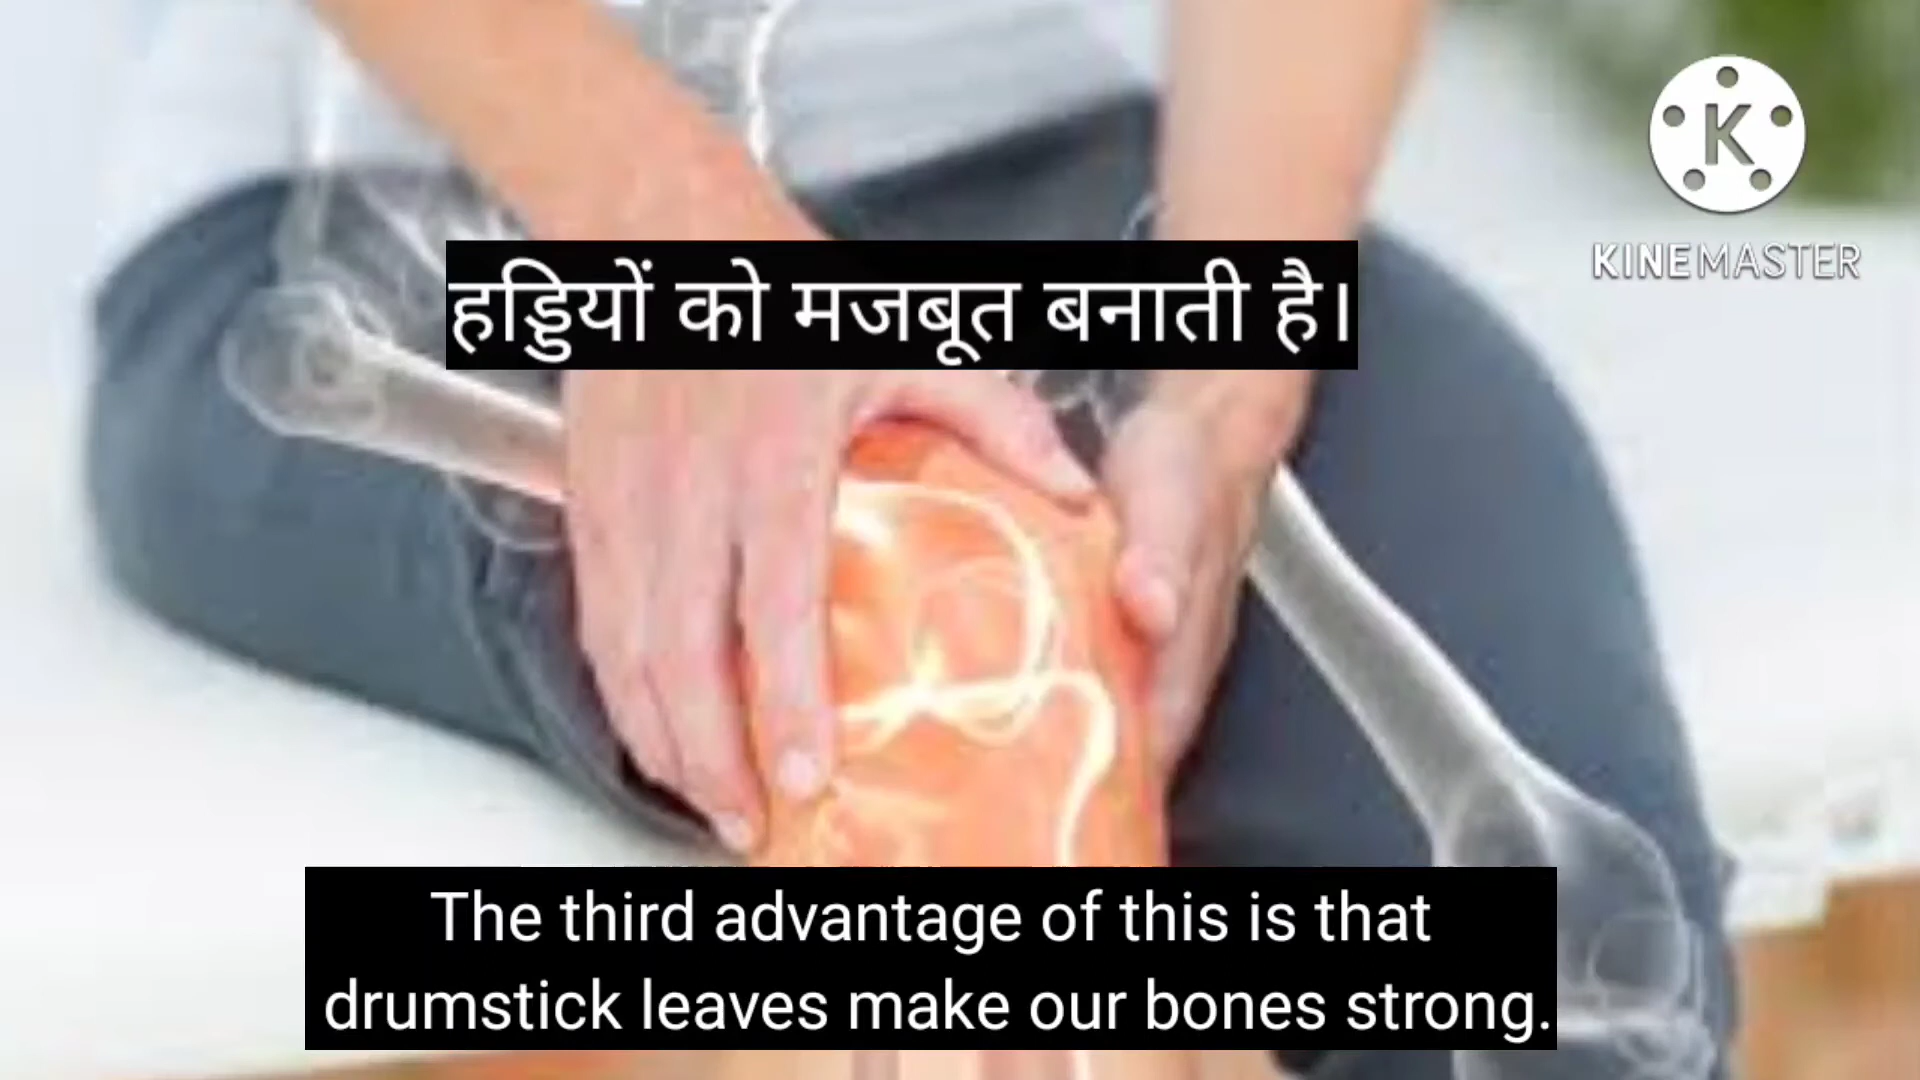 K
KINEMASTER
हड्डियों को मजबूत बनाती है।
The third advantage of this is that
drumstick leaves make our bones strong.